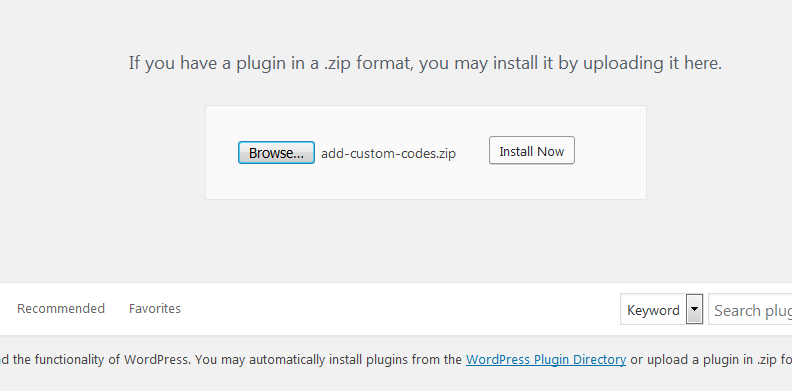 If you have a plugin in a .zip format, you may install it by uploading it here.
Browse... add-custom-codes.zip Install Now
Recommended Favorites Keyword Search
the functionality of WordPress. You may automatically install plugins from the WordPress Plugin Directory or upload a plugin in .zip